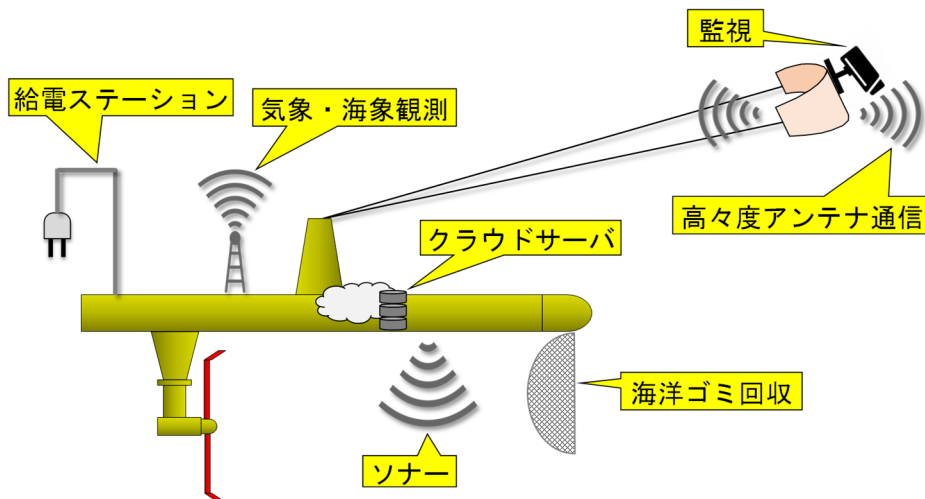 監視
給電ステーション
気象・海象観測
高々度アンテナ通信
クラウドサーバ
海洋ゴミ回収
ソナー